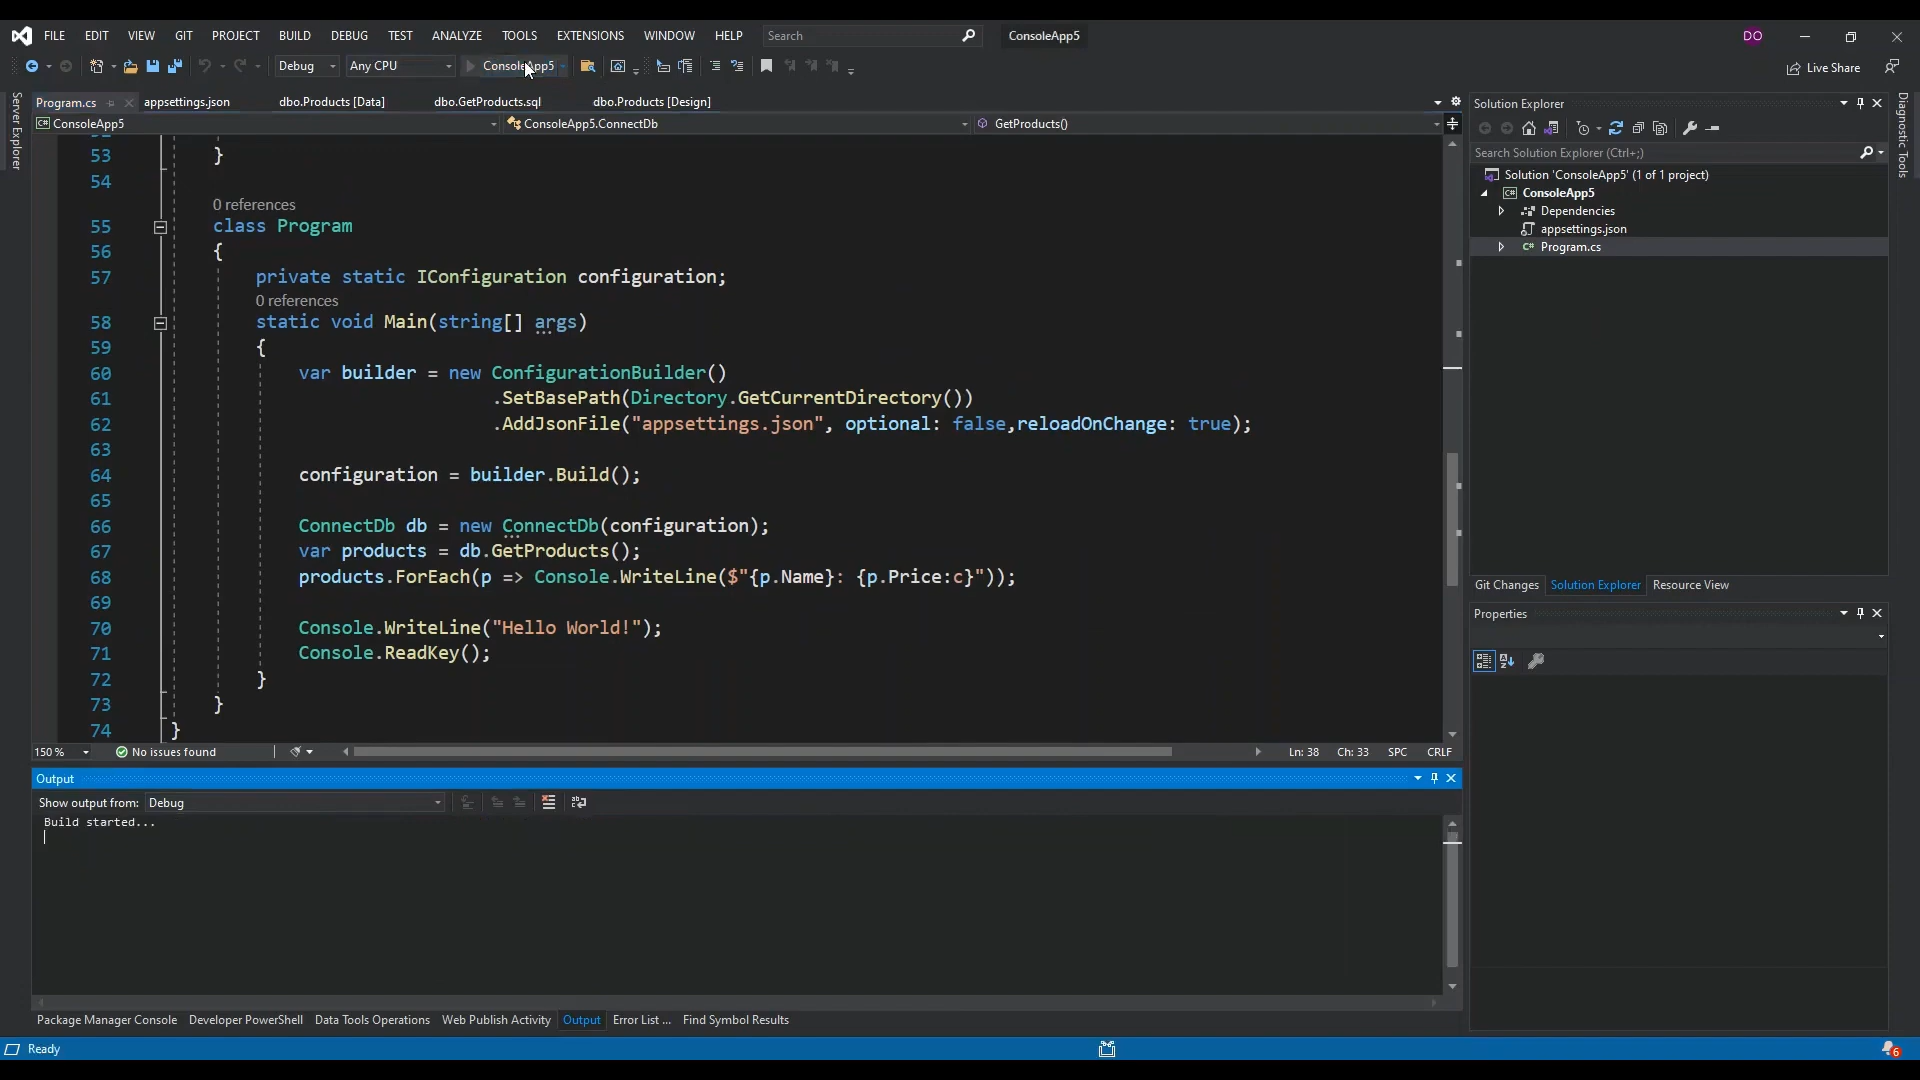 FILE EDIT VIEW GIT PROJECT BUILD DEBUG TEST ANALYZE TOOLS EXTENSIONS WINDOW HELP Search ConsoleApp5 DO
Debug Any CPU ConsoleApp5 Live Share
Server Explorer
Program.cs appsettings.json dbo.Products [Data] dbo.GetProducts.sql dbo.Products [Design]
ConsoleApp5 ConsoleApp5.ConnectDb GetProducts()
53 }
54
0 references
55 class Program
56 {
57 private static IConfiguration configuration;
0 references
58 static void Main(string[] args)
59 {
60 var builder = new ConfigurationBuilder()
61 .SetBasePath(Directory.GetCurrentDirectory())
62 .AddJsonFile("appsettings.json", optional: false,reloadOnChange: true);
63
64 configuration = builder.Build();
65
66 ConnectDb db = new ConnectDb(configuration);
67 var products = db.GetProducts();
68 products.ForEach(p => Console.WriteLine($"{p.Name}: {p.Price:c}"));
69
70 Console.WriteLine("Hello World!");
71 Console.ReadKey();
72 }
73 }
74 }
150 % No issues found Ln: 38 Ch: 33 SPC CRLF
Output
Show output from: Debug
Build started...
Package Manager Console Developer PowerShell Data Tools Operations Web Publish Activity Output Error List ... Find Symbol Results
Solution Explorer
Search Solution Explorer (Ctrl+;)
Solution 'ConsoleApp5' (1 of 1 project)
C# ConsoleApp5
Dependencies
appsettings.json
C# Program.cs
Git Changes Solution Explorer Resource View
Properties
Diagnostic Tools
Ready 6